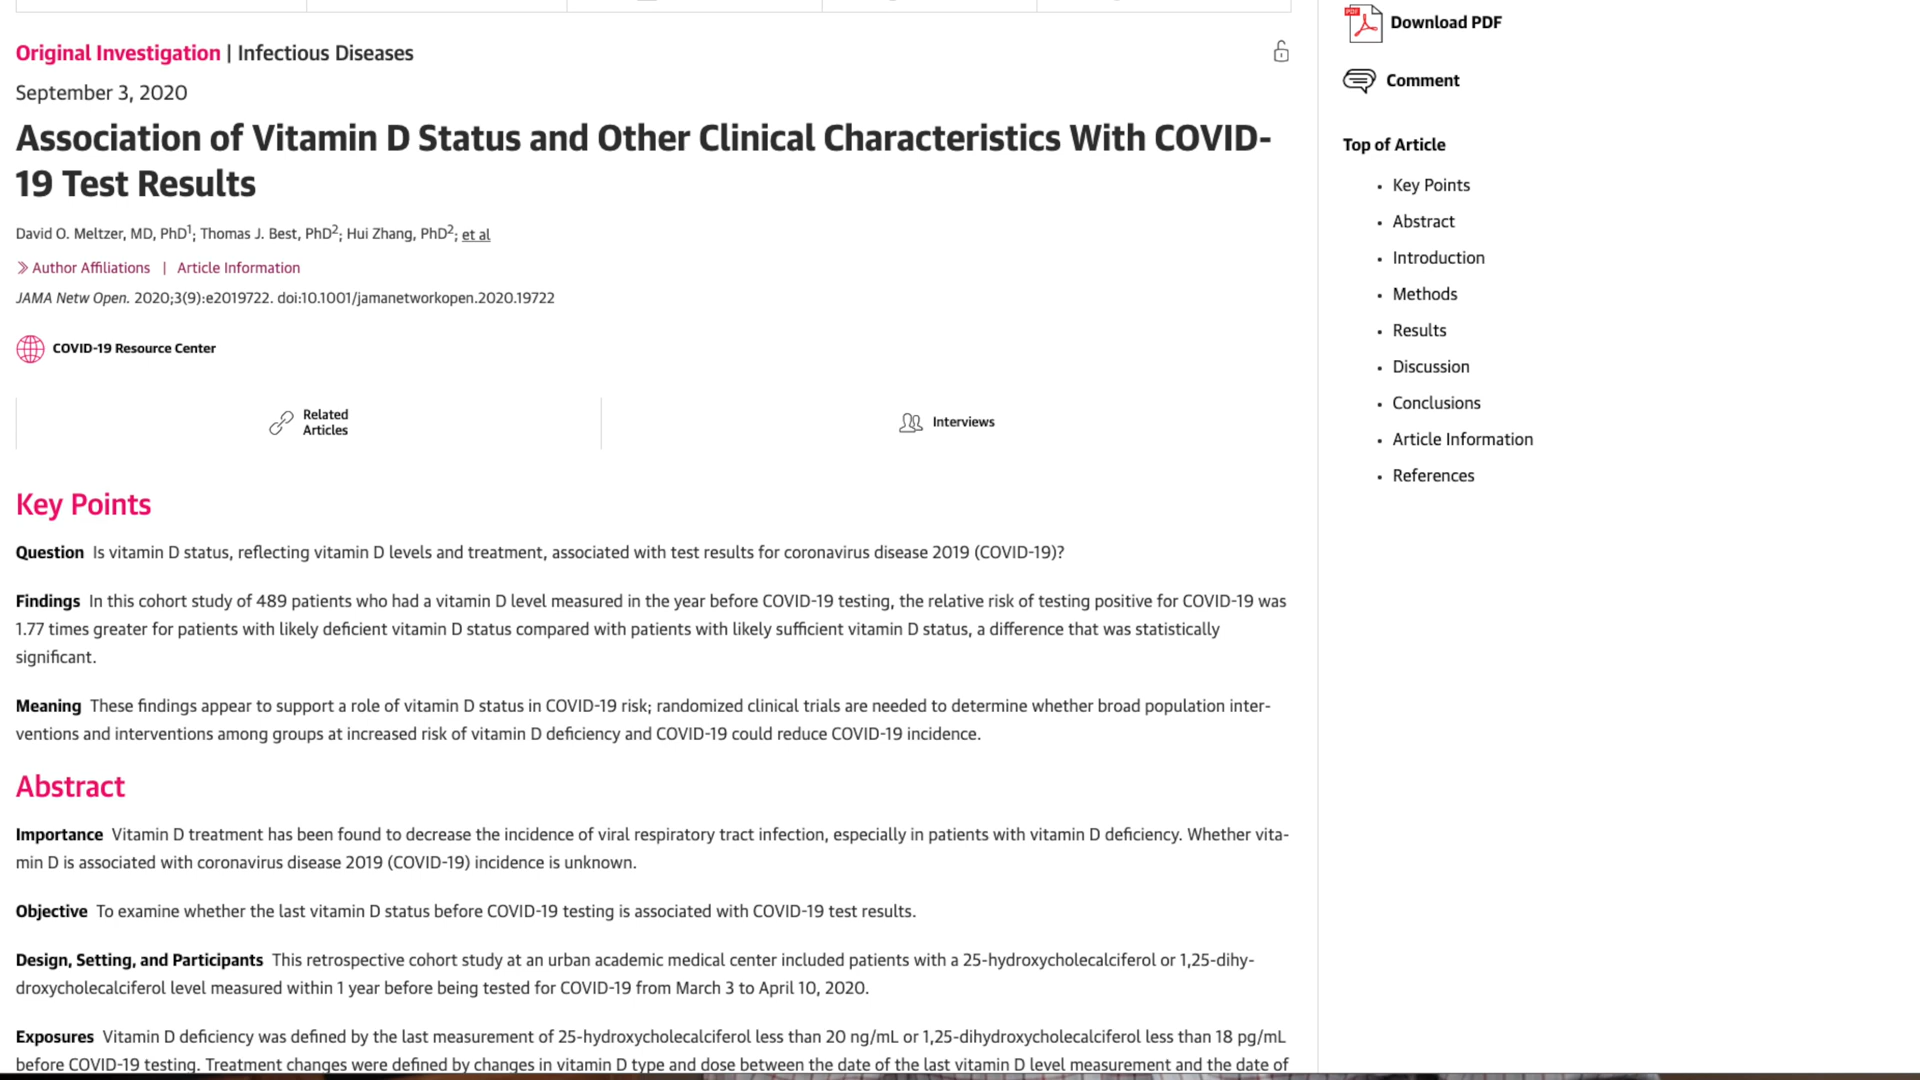 Original Investigation | Infectious Diseases
September 3, 2020
Association of Vitamin D Status and Other Clinical Characteristics With COVID-
19 Test Results
David O. Meltzer, MD, PhD1; Thomas J. Best, PhD2; Hui Zhang, PhD2; et al
Author Affiliations | Article Information
JAMA Netw Open. 2020;3(9):e2019722. doi:10.1001/jamanetworkopen.2020.19722
COVID-19 Resource Center
Related
Articles
Interviews
Key Points
Question Is vitamin D status, reflecting vitamin D levels and treatment, associated with test results for coronavirus disease 2019 (COVID-19)?
Findings In this cohort study of 489 patients who had a vitamin D level measured in the year before COVID-19 testing, the relative risk of testing positive for COVID-19 was
1.77 times greater for patients with likely deficient vitamin D status compared with patients with likely sufficient vitamin D status, a difference that was statistically
significant.
Meaning These findings appear to support a role of vitamin D status in COVID-19 risk; randomized clinical trials are needed to determine whether broad population inter-
ventions and interventions among groups at increased risk of vitamin D deficiency and COVID-19 could reduce COVID-19 incidence.
Abstract
Importance Vitamin D treatment has been found to decrease the incidence of viral respiratory tract infection, especially in patients with vitamin D deficiency. Whether vita-
min D is associated with coronavirus disease 2019 (COVID-19) incidence is unknown.
Objective To examine whether the last vitamin D status before COVID-19 testing is associated with COVID-19 test results.
Design, Setting, and Participants This retrospective cohort study at an urban academic medical center included patients with a 25-hydroxycholecalciferol or 1,25-dihy-
droxycholecalciferol level measured within 1 year before being tested for COVID-19 from March 3 to April 10, 2020.
Exposures Vitamin D deficiency was defined by the last measurement of 25-hydroxycholecalciferol less than 20 ng/mL or 1,25-dihydroxycholecalciferol less than 18 pg/mL
before COVID-19 testing. Treatment changes were defined by changes in vitamin D type and dose between the date of the last vitamin D level measurement and the date of
PDF
Download PDF
Comment
Top of Article
• Key Points
• Abstract
• Introduction
• Methods
• Results
• Discussion
• Conclusions
• Article Information
• References